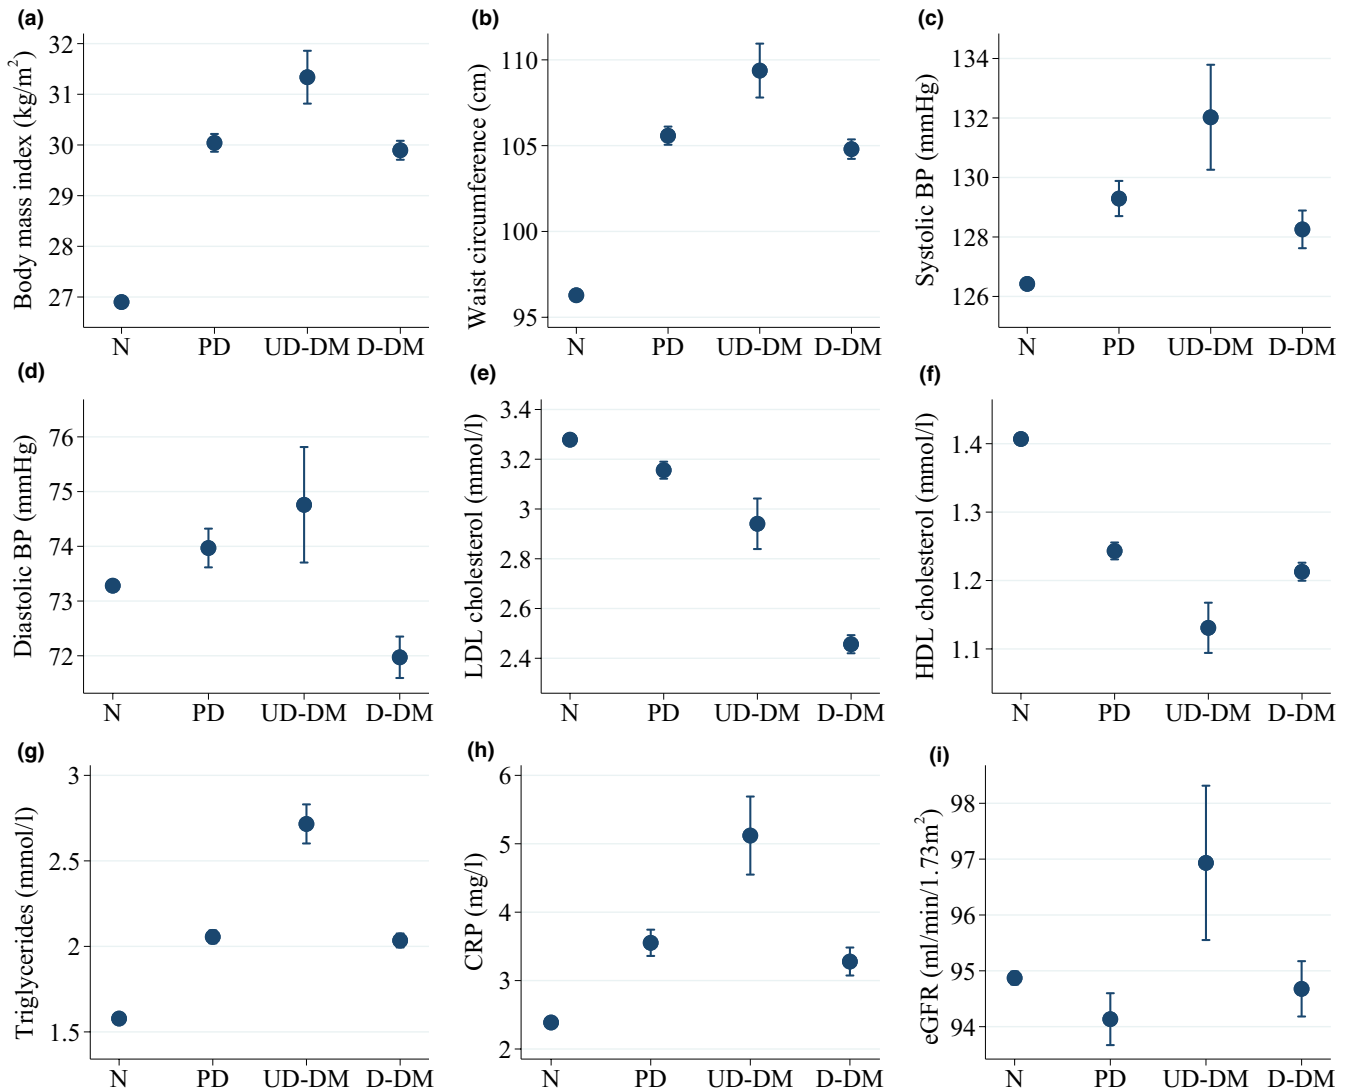 (a)
Body mass index (kg/m²)
32
31
30
29
28
27
N PD UD-DM D-DM
(b)
Waist circumference (cm)
110
105
100
95
N PD UD-DM D-DM
(c)
Systolic BP (mmHg)
134
132
130
128
126
N PD UD-DM D-DM
(d)
Diastolic BP (mmHg)
76
75
74
73
72
N PD UD-DM D-DM
(e)
LDL cholesterol (mmol/l)
3.4
3.2
3
2.8
2.6
2.4
N PD UD-DM D-DM
(f)
HDL cholesterol (mmol/l)
1.4
1.3
1.2
1.1
N PD UD-DM D-DM
(g)
Triglycerides (mmol/l)
3
2.5
2
1.5
N PD UD-DM D-DM
(h)
CRP (mg/l)
6
5
4
3
2
N PD UD-DM D-DM
(i)
eGFR (ml/min/1.73m²)
98
97
96
95
94
N PD UD-DM D-DM